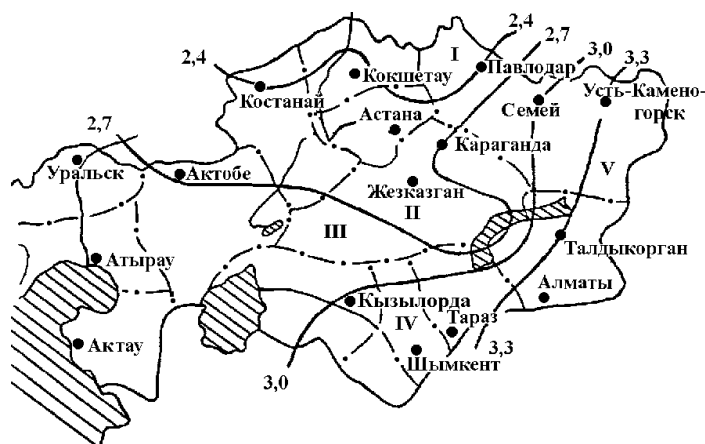 I
2,4
2,7
2,4
3,0
3,3
Кокшетау
Павлодар
Костанай
Семей
Усть-Камено-
горск
Астана
2,7
Караганда
V
Уральск
Актобе
Жезказган
II
III
Талдыкорган
Атырау
Алматы
Кызылорда
IV
Тараз
Актау
Шымкент
3,3
3,0